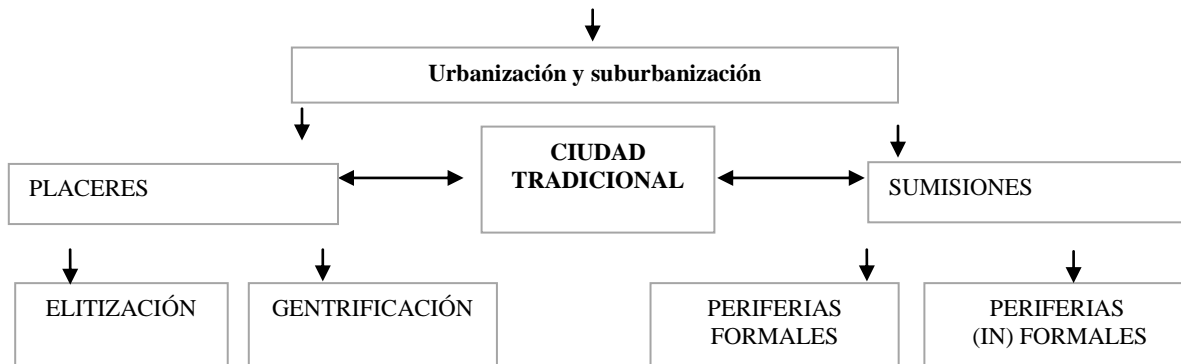 Urbanización y suburbanización
CIUDAD
TRADICIONAL
PLACERES
SUMISIONES
ELITIZACIÓN
GENTRIFICACIÓN
PERIFERIAS
FORMALES
PERIFERIAS
(IN) FORMALES